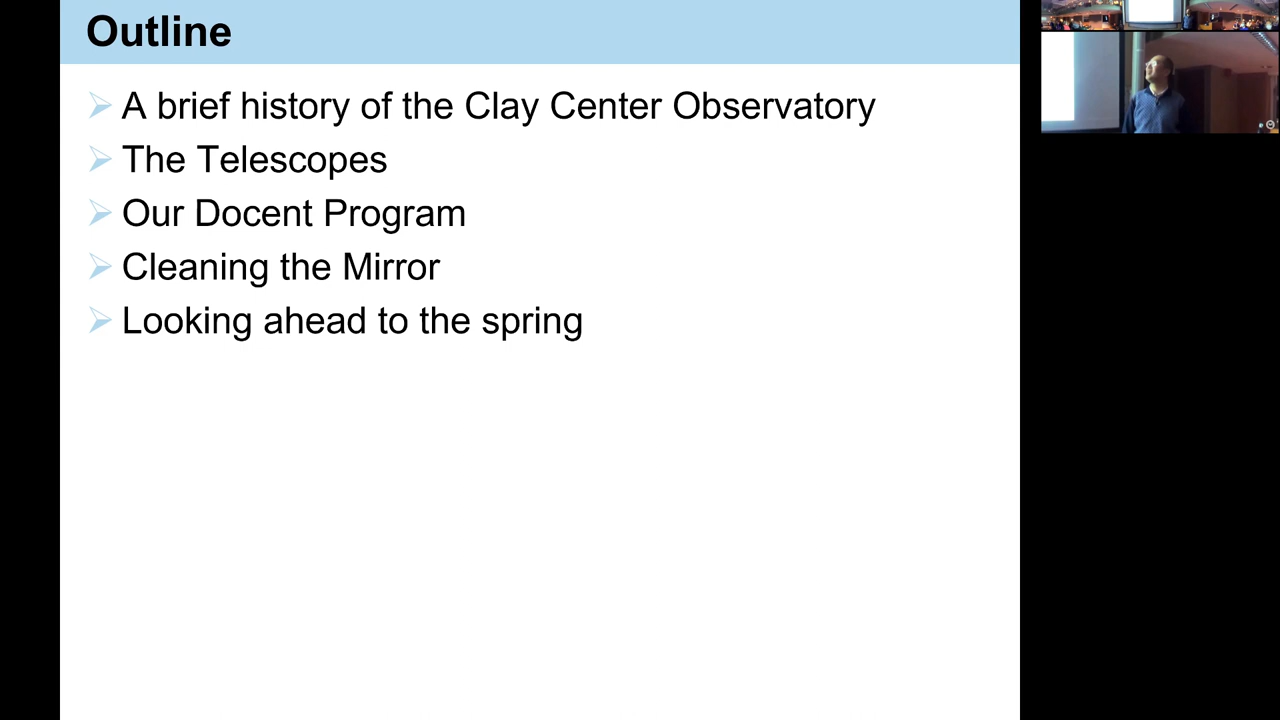 Outline
A brief history of the Clay Center Observatory
The Telescopes
Our Docent Program
Cleaning the Mirror
Looking ahead to the spring